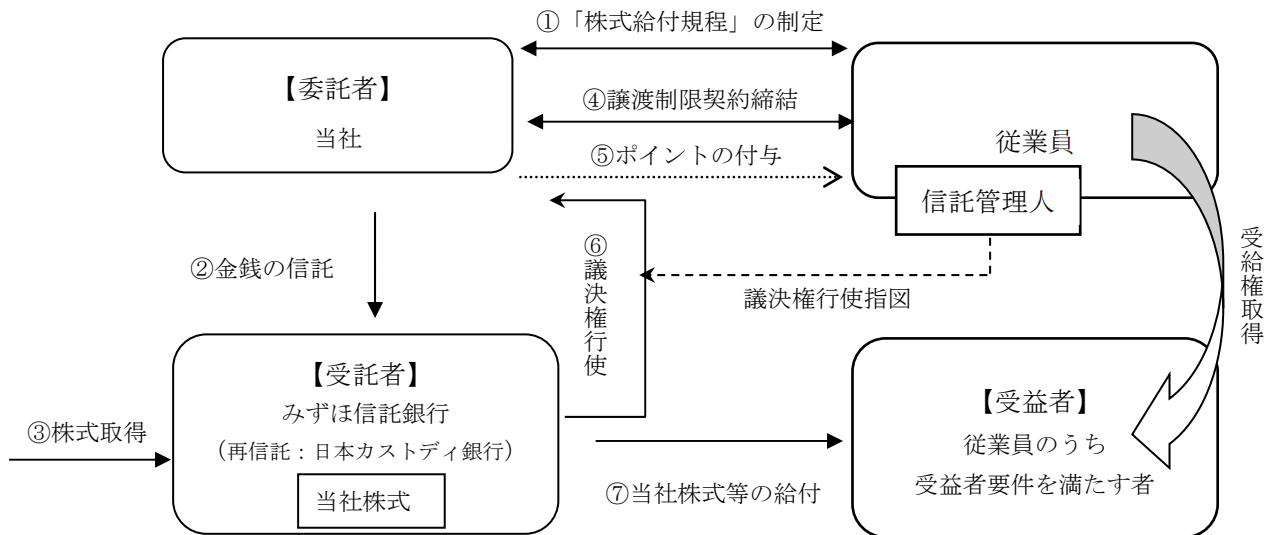 ①「株式給付規程」の制定
【委託者】
当社
④譲渡制限契約締結
⑤ポイントの付与
従業員
信託管理人
②金銭の信託
⑥議決権行使
議決権行使指図
受給権取得
③株式取得
【受託者】
みずほ信託銀行
(再信託：日本カストディ銀行)
当社株式
⑦当社株式等の給付
【受益者】
従業員のうち
受益者要件を満たす者